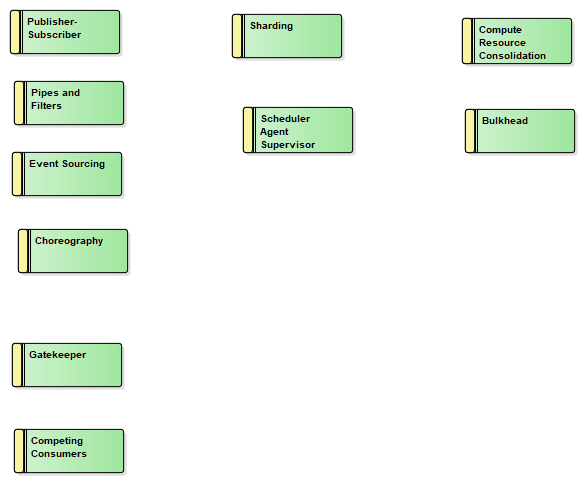 Publisher-
Subscriber
Sharding
Compute
Resource
Consolidation
Pipes and
Filters
Scheduler
Agent
Supervisor
Bulkhead
Event Sourcing
Choreography
Gatekeeper
Competing
Consumers